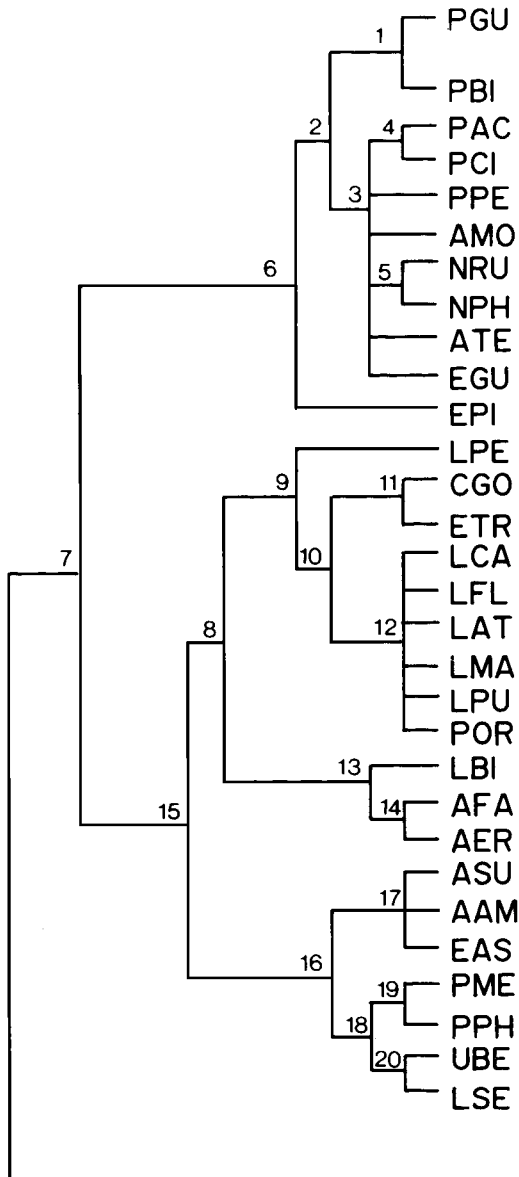 1 PGU
PBI
2 4 PAC
PCI
3 PPE
AMO
6 5 NRU
NPH
ATE
EGU
EPI
LPE
9 11 CGO
ETR
7 10 LCA
LFL
8 12 LAT
LMA
LPU
POR
13 LBI
15 14 AFA
AER
ASU
17 AAM
EAS
16 19 PME
18 PPH
20 UBE
LSE